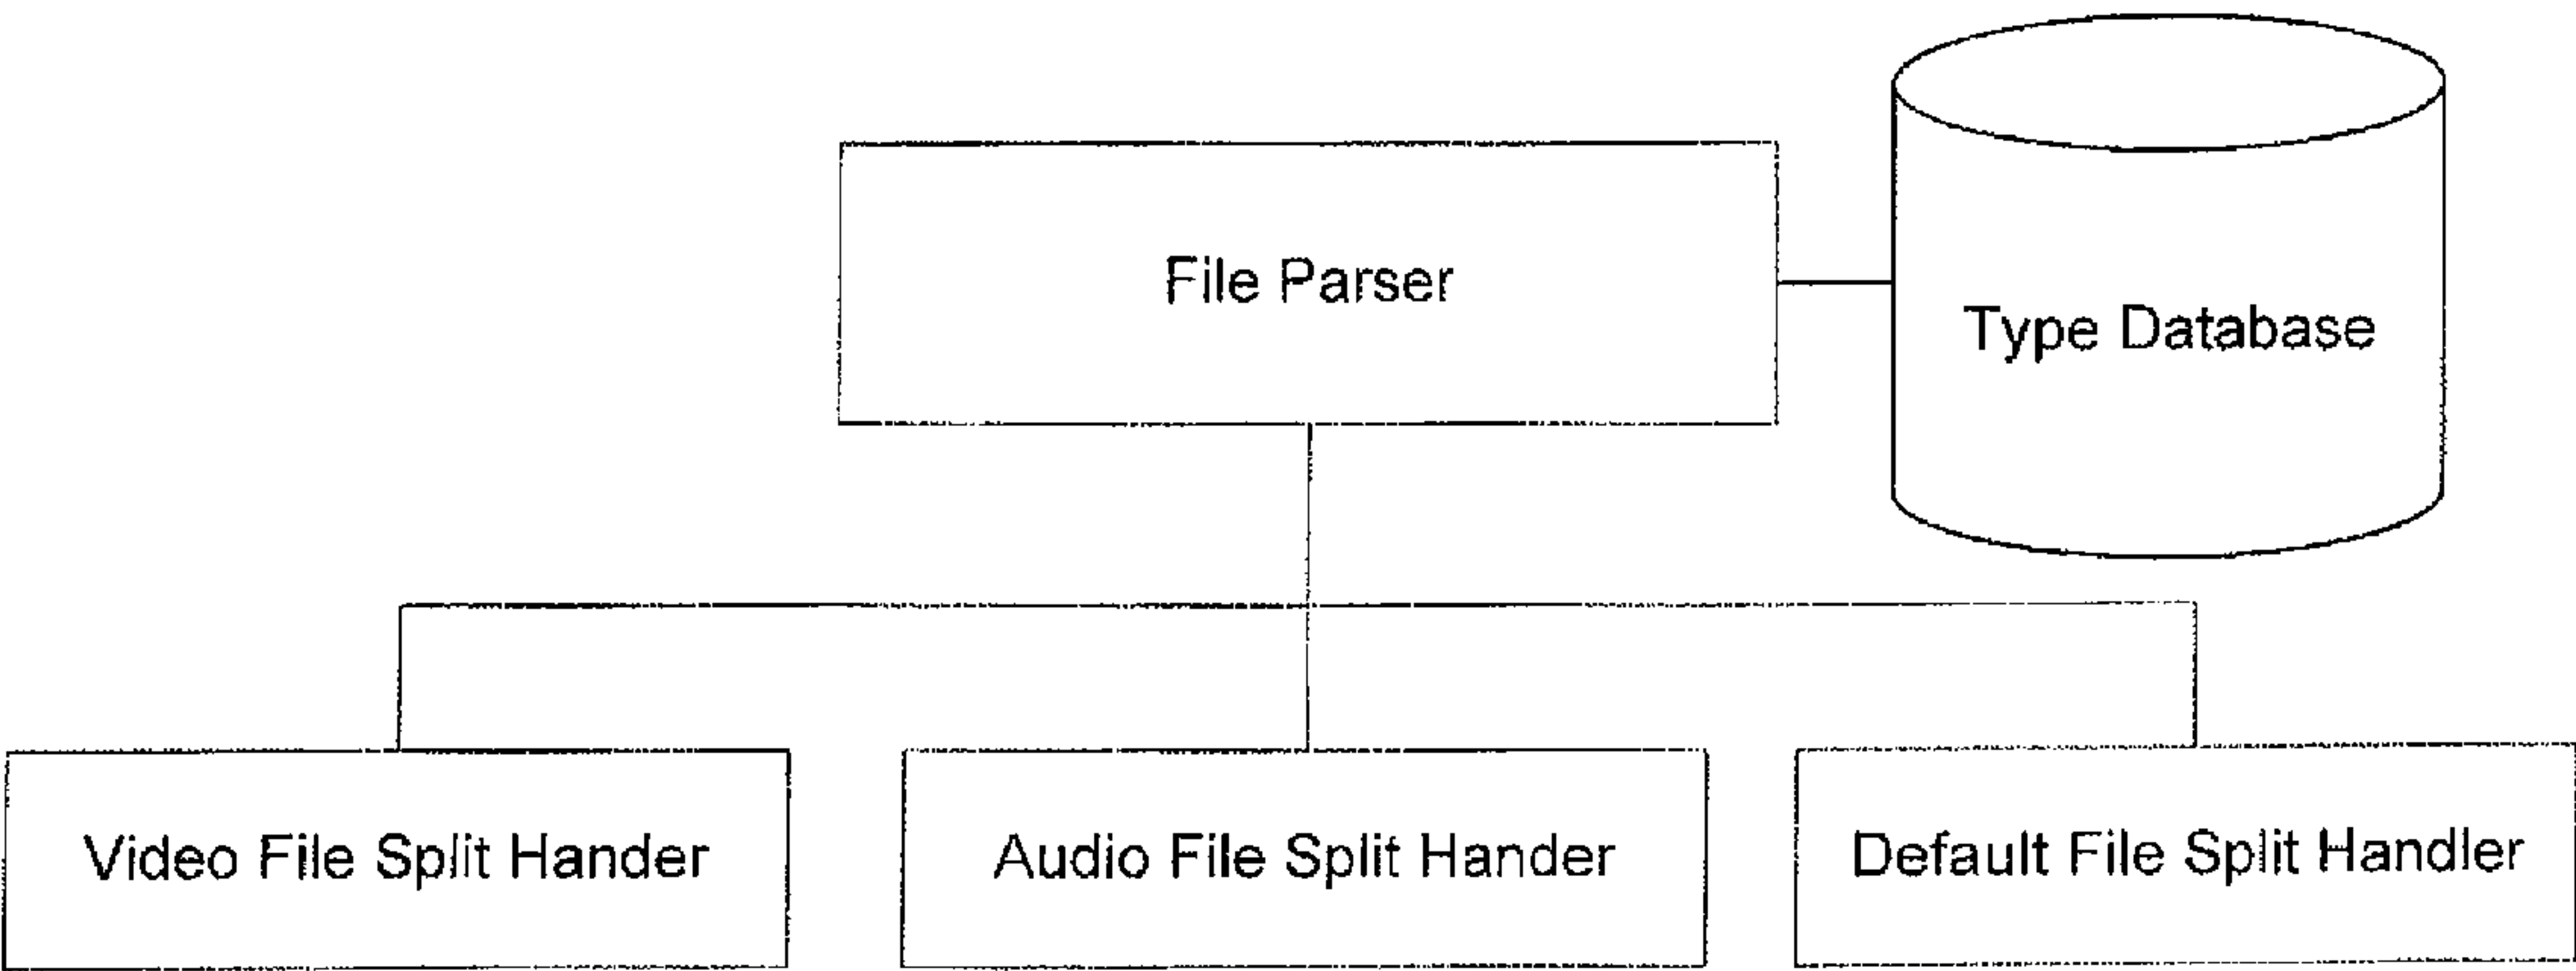 File Parser
Type Database
Video File Split Hander
Audio File Split Hander
Default File Split Handler